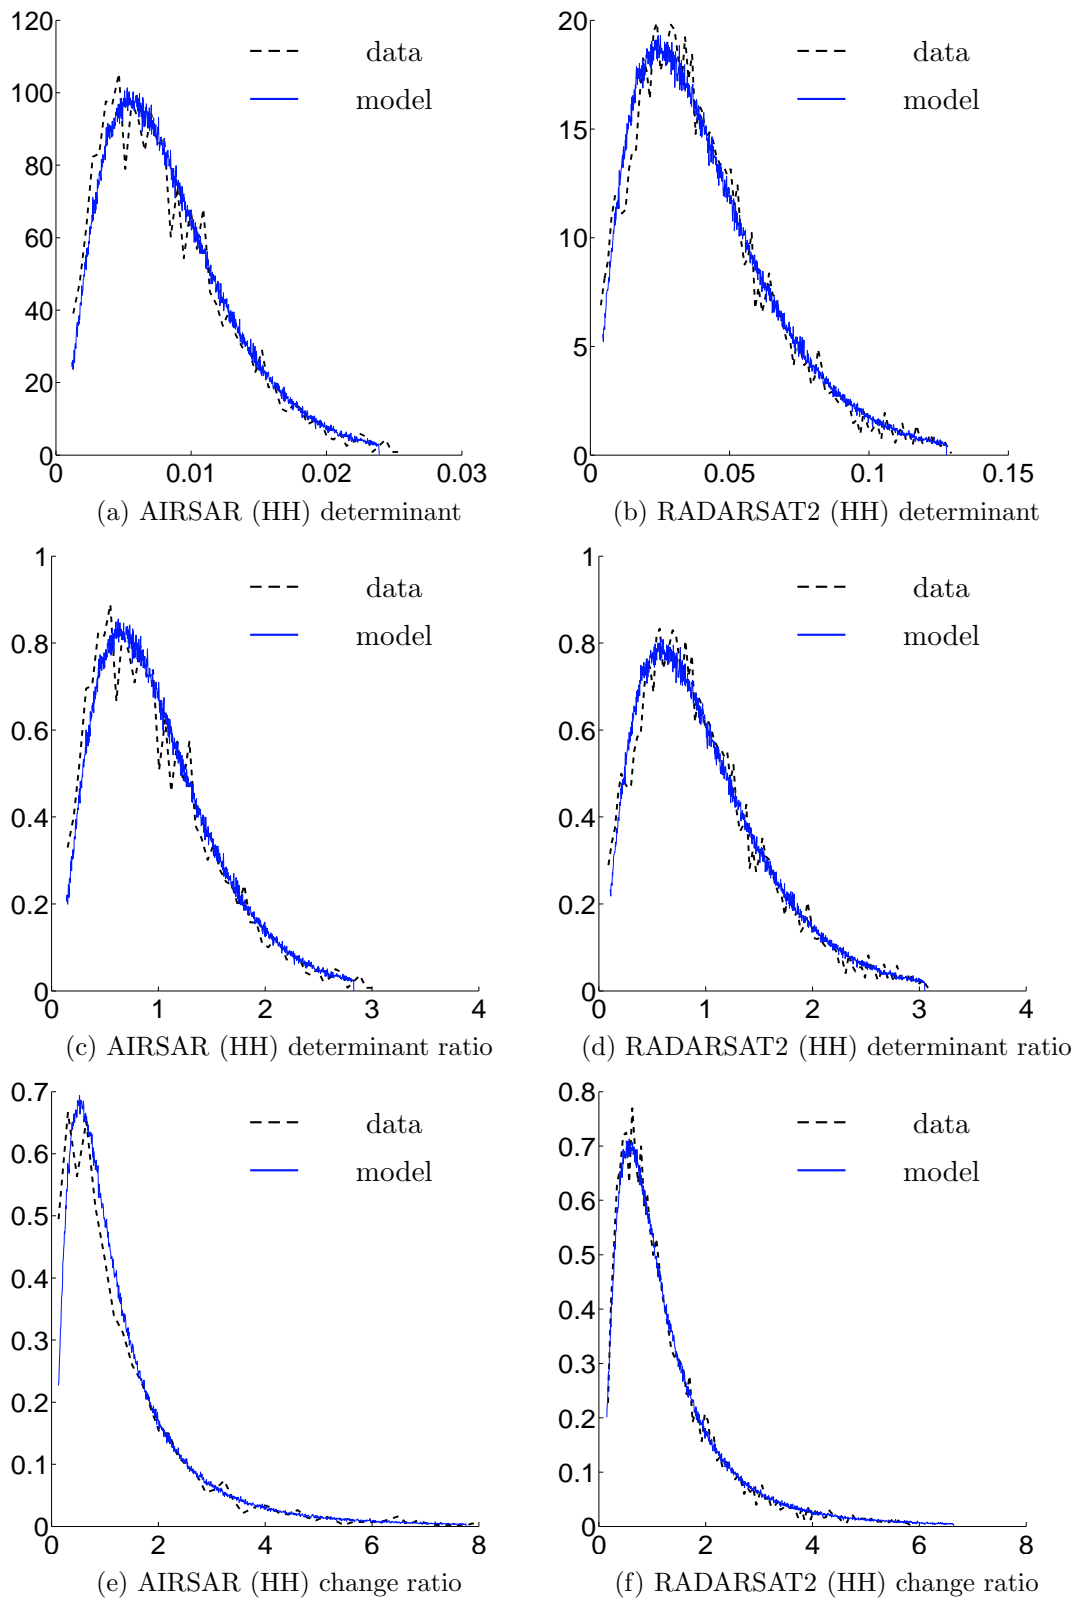 120
100
80
60
40
20
0
0 0.01 0.02 0.03
data
model
(a) AIRSAR (HH) determinant
20
15
10
5
0
0 0.05 0.1 0.15
data
model
(b) RADARSAT2 (HH) determinant
1
0.8
0.6
0.4
0.2
0
0 1 2 3 4
data
model
(c) AIRSAR (HH) determinant ratio
1
0.8
0.6
0.4
0.2
0
0 1 2 3 4
data
model
(d) RADARSAT2 (HH) determinant ratio
0.7
0.6
0.5
0.4
0.3
0.2
0.1
0
0 2 4 6 8
data
model
(e) AIRSAR (HH) change ratio
0.8
0.7
0.6
0.5
0.4
0.3
0.2
0.1
0
0 2 4 6 8
data
model
(f) RADARSAT2 (HH) change ratio